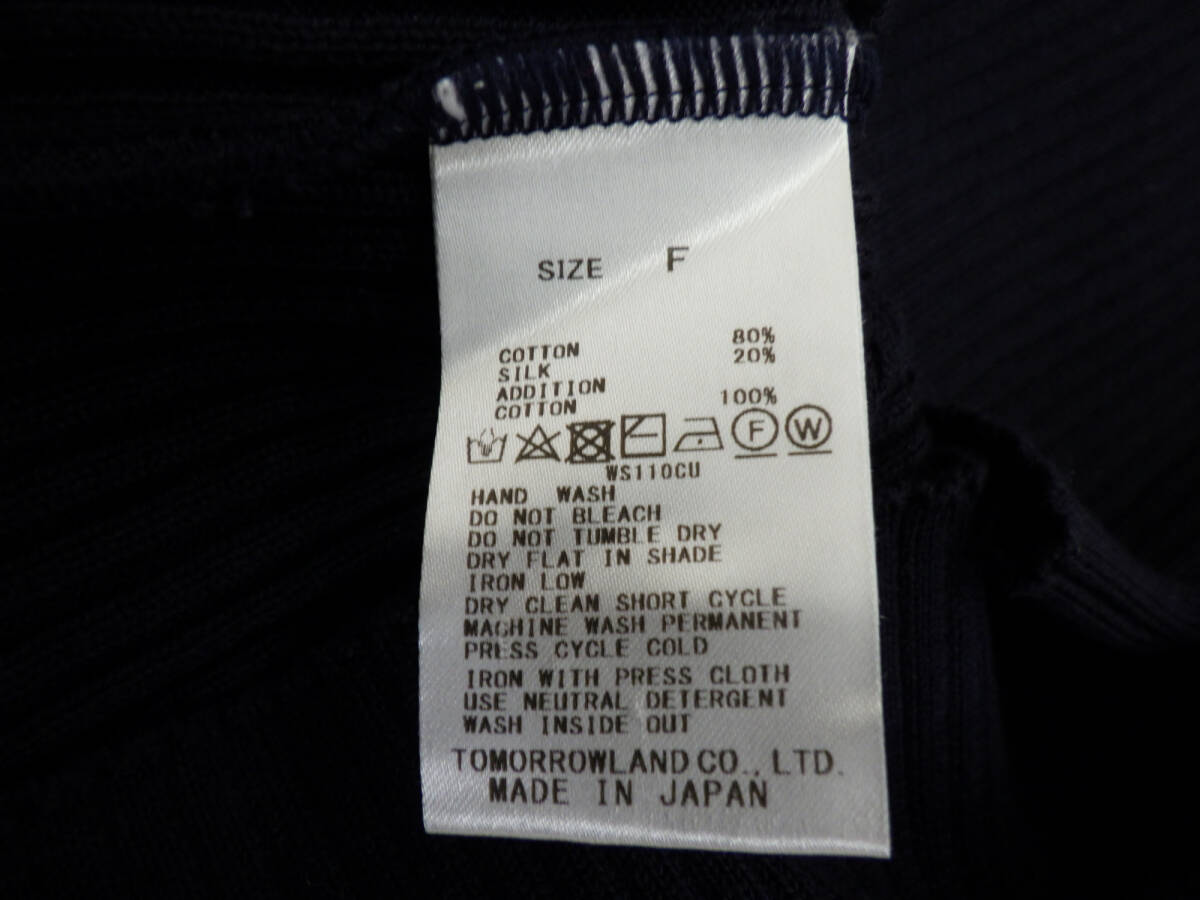 SIZE F
COTTON 80%
SILK 20%
ADDITION
COTTON 100%
F W
WS110CU
HAND WASH
DO NOT BLEACH
DO NOT TUMBLE DRY
DRY FLAT IN SHADE
IRON LOW
DRY CLEAN SHORT CYCLE
MACHINE WASH PERMANENT
PRESS CYCLE COLD
IRON WITH PRESS CLOTH
USE NEUTRAL DETERGENT
WASH INSIDE OUT
TOMORROWLAND CO., LTD.
MADE IN JAPAN